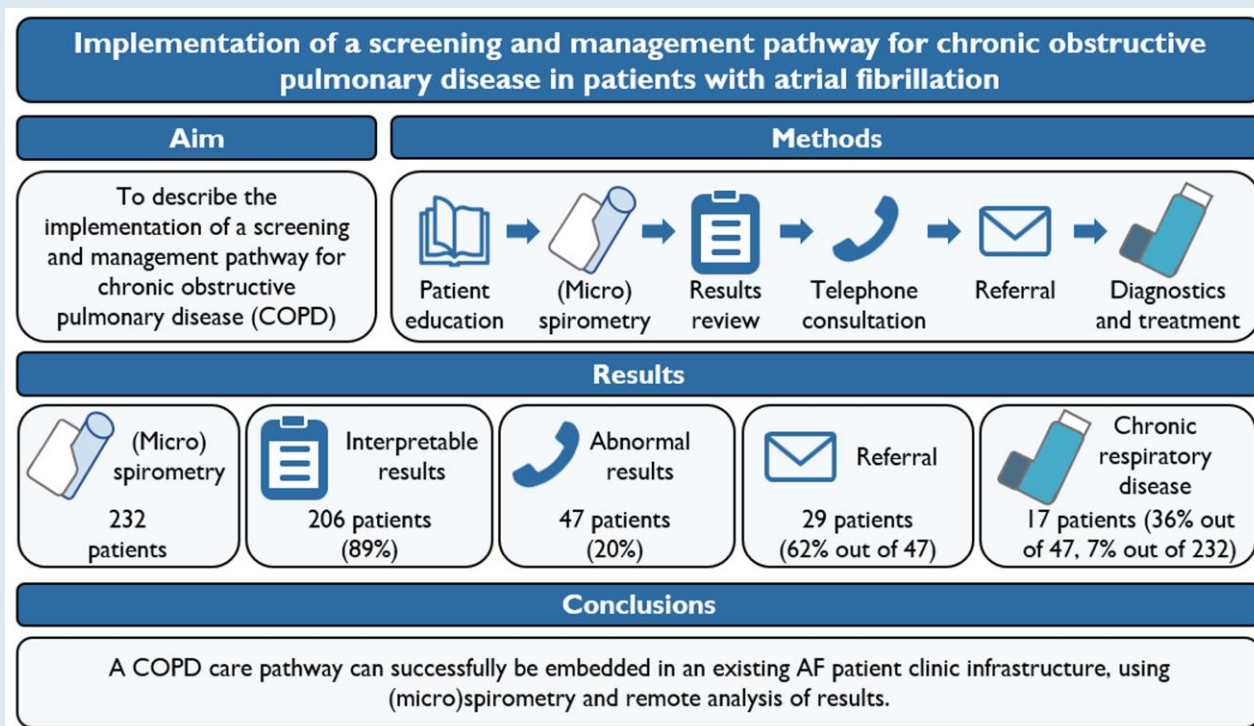 Implementation of a screening and management pathway for chronic obstructive
pulmonary disease in patients with atrial fibrillation
Aim
To describe the
implementation of a screening
and management pathway for
chronic obstructive
pulmonary disease (COPD)
Methods
Patient
education
(Micro)
spirometry
Results
review
Telephone
consultation
Referral
Diagnostics
and treatment
Results
(Micro)
spirometry
232
patients
Interpretable
results
206 patients
(89%)
Abnormal
results
47 patients
(20%)
Referral
29 patients
(62% out of 47)
Chronic
respiratory
disease
17 patients (36% out
of 47, 7% out of 232)
Conclusions
A COPD care pathway can successfully be embedded in an existing AF patient clinic infrastructure, using
(micro)spirometry and remote analysis of results.